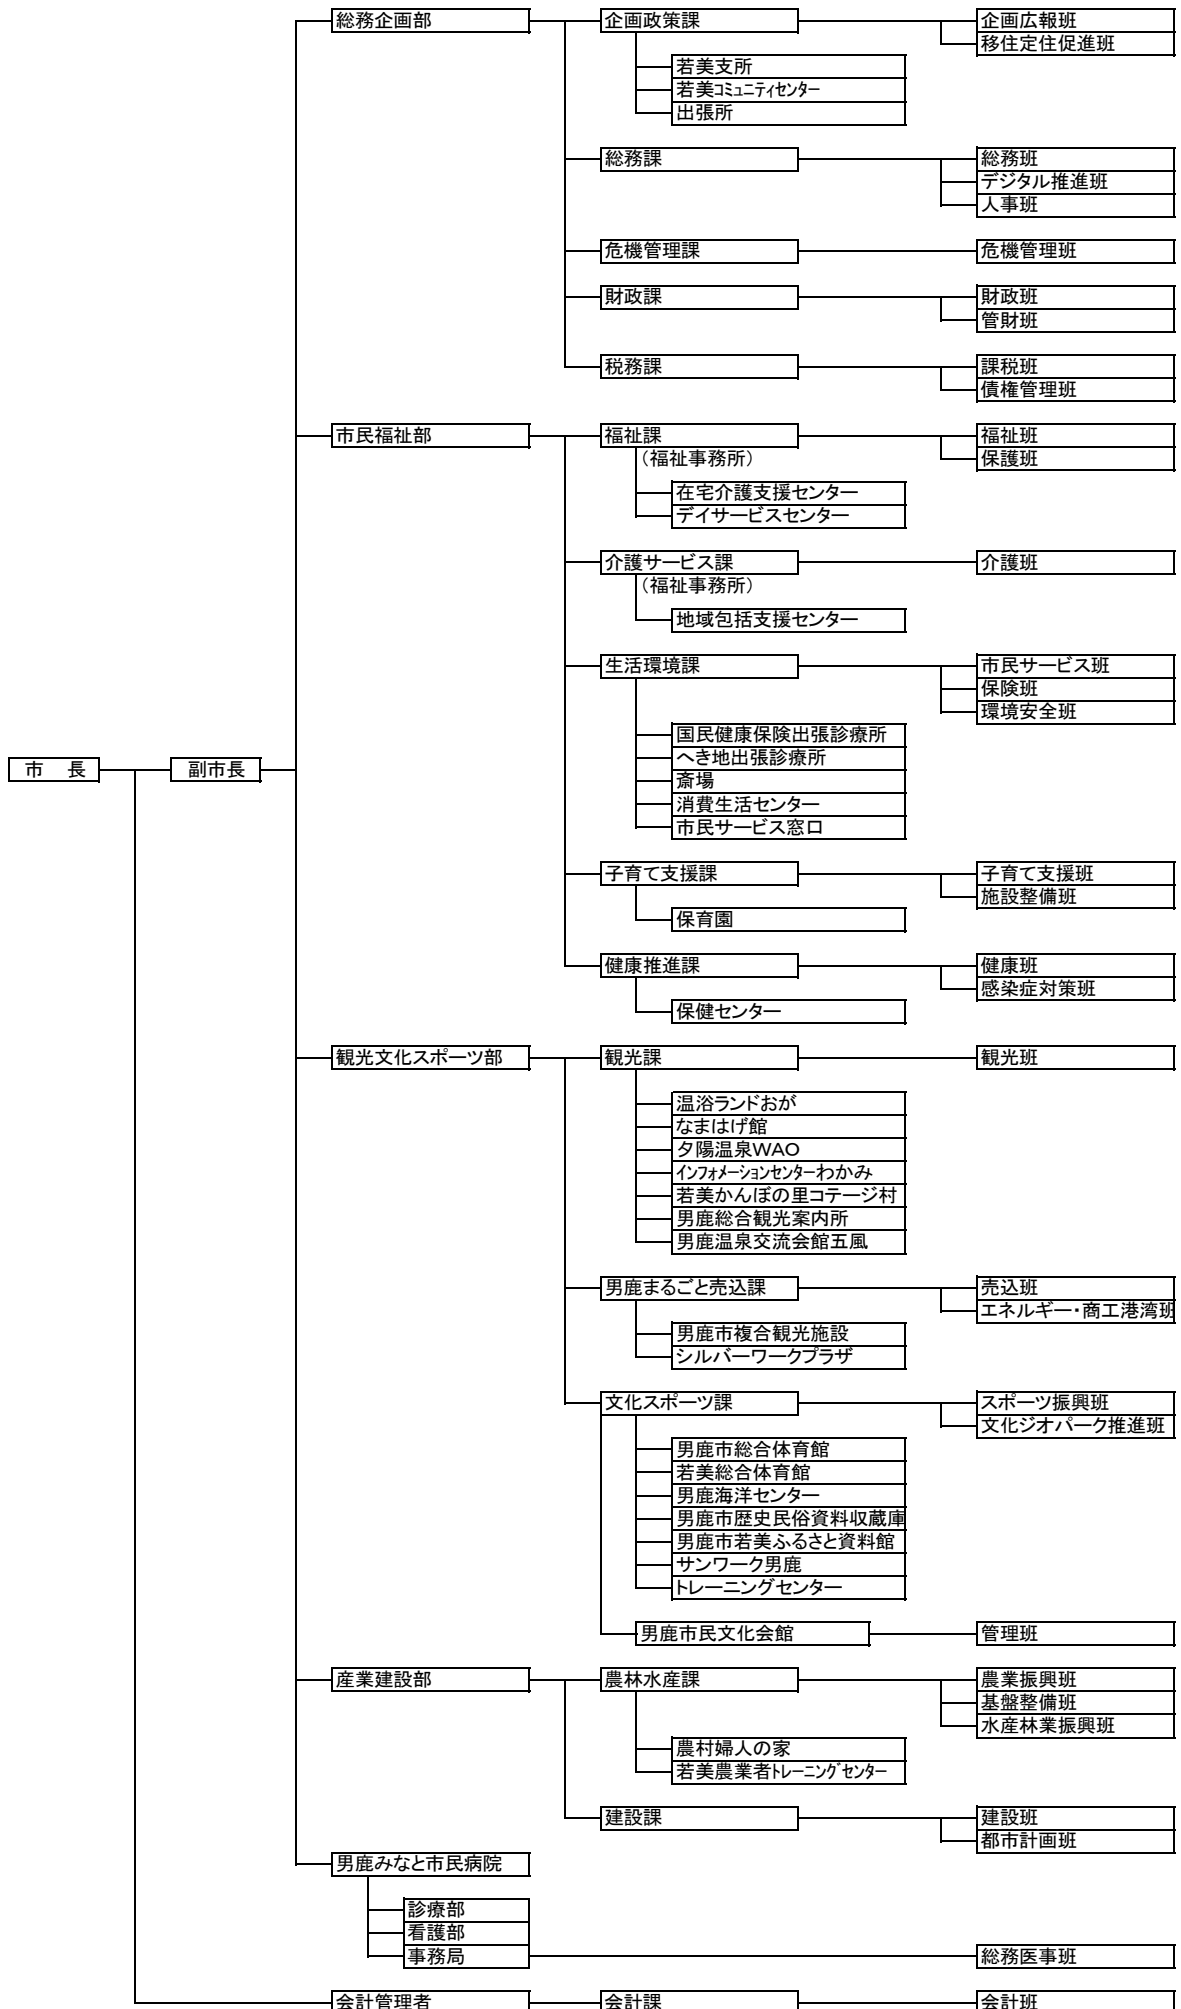 総務企画部 企画政策課 企画広報班
移住定住促進班
若美支所
若美コミュニティセンター
出張所
総務課 総務班
デジタル推進班
人事班
危機管理課 危機管理班
財政課 財政班
管財班
税務課 課税班
債権管理班
市民福祉部 福祉課 福祉班
（福祉事務所） 保護班
在宅介護支援センター
デイサービスセンター
介護サービス課 介護班
（福祉事務所）
地域包括支援センター
生活環境課 市民サービス班
保険班
環境安全班
国民健康保険出張診療所
へき地出張診療所
市　長 副市長
斎場
消費生活センター
市民サービス窓口
子育て支援課 子育て支援班
施設整備班
保育園
健康推進課 健康班
感染症対策班
保健センター
観光文化スポーツ部 観光課 観光班
温浴ランドおが
なまはげ館
夕陽温泉WAO
インフォメーションセンターわかみ
若美かんぽの里コテージ村
男鹿総合観光案内所
男鹿温泉交流会館五風
男鹿まるごと売込課 売込班
エネルギー・商工港湾班
男鹿市複合観光施設
シルバーワークプラザ
文化スポーツ課 スポーツ振興班
文化ジオパーク推進班
男鹿市総合体育館
若美総合体育館
男鹿海洋センター
男鹿市歴史民俗資料収蔵庫
男鹿市若美ふるさと資料館
サンワーク男鹿
トレーニングセンター
男鹿市民文化会館 管理班
産業建設部 農林水産課 農業振興班
基盤整備班
水産林業振興班
農村婦人の家
若美農業者トレーニングセンター
建設課 建設班
都市計画班
男鹿みなと市民病院
診療部
看護部
事務局 総務医事班
会計管理者 会計課 会計班